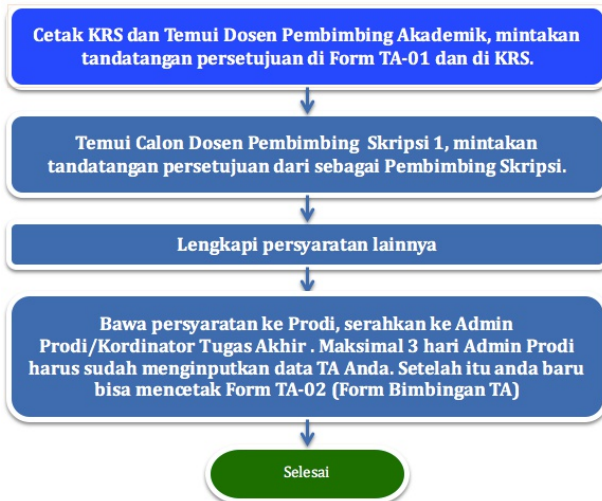 Cetak KRS dan Temui Dosen Pembimbing Akademik, mintakan
tandatangan persetujuan di Form TA-01 dan di KRS.
Temui Calon Dosen Pembimbing Skripsi 1, mintakan
tandatangan persetujuan dari sebagai Pembimbing Skripsi.
Lengkapi persyaratan lainnya
Bawa persyaratan ke Prodi, serahkan ke Admin
Prodi/Kordinator Tugas Akhir . Maksimal 3 hari Admin Prodi
harus sudah menginputkan data TA Anda. Setelah itu anda baru
bisa mencetak Form TA-02 (Form Bimbingan TA)
Selesai